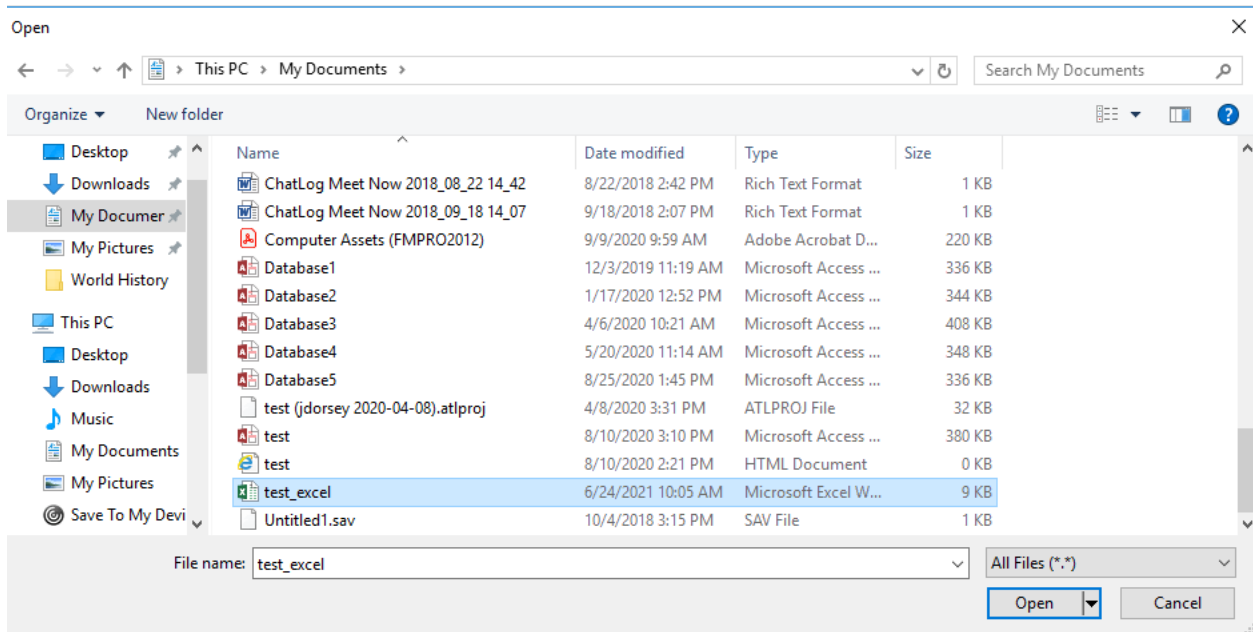 Open
This PC > My Documents >
Search My Documents
Organize
New folder
Desktop
Downloads
My Documer
My Pictures
World History
This PC
Desktop
Downloads
Music
My Documents
My Pictures
Save To My Devi
Name Date modified Type Size
ChatLog Meet Now 2018_08_22 14_42 8/22/2018 2:42 PM Rich Text Format 1 KB
ChatLog Meet Now 2018_09_18 14_07 9/18/2018 2:07 PM Rich Text Format 1 KB
Computer Assets (FMPRO2012) 9/9/2020 9:59 AM Adobe Acrobat D... 220 KB
Database1 12/3/2019 11:19 AM Microsoft Access ... 336 KB
Database2 1/17/2020 12:52 PM Microsoft Access ... 344 KB
Database3 4/6/2020 10:21 AM Microsoft Access ... 408 KB
Database4 5/20/2020 11:14 AM Microsoft Access ... 348 KB
Database5 8/25/2020 1:45 PM Microsoft Access ... 336 KB
test (jdorsey 2020-04-08).atlproj 4/8/2020 3:31 PM ATLPROJ File 32 KB
test 8/10/2020 3:10 PM Microsoft Access ... 380 KB
test 8/10/2020 2:21 PM HTML Document 0 KB
test_excel 6/24/2021 10:05 AM Microsoft Excel W... 9 KB
Untitled1.sav 10/4/2018 3:15 PM SAV File 1 KB
File name: test_excel
All Files (*.*)
Open
Cancel